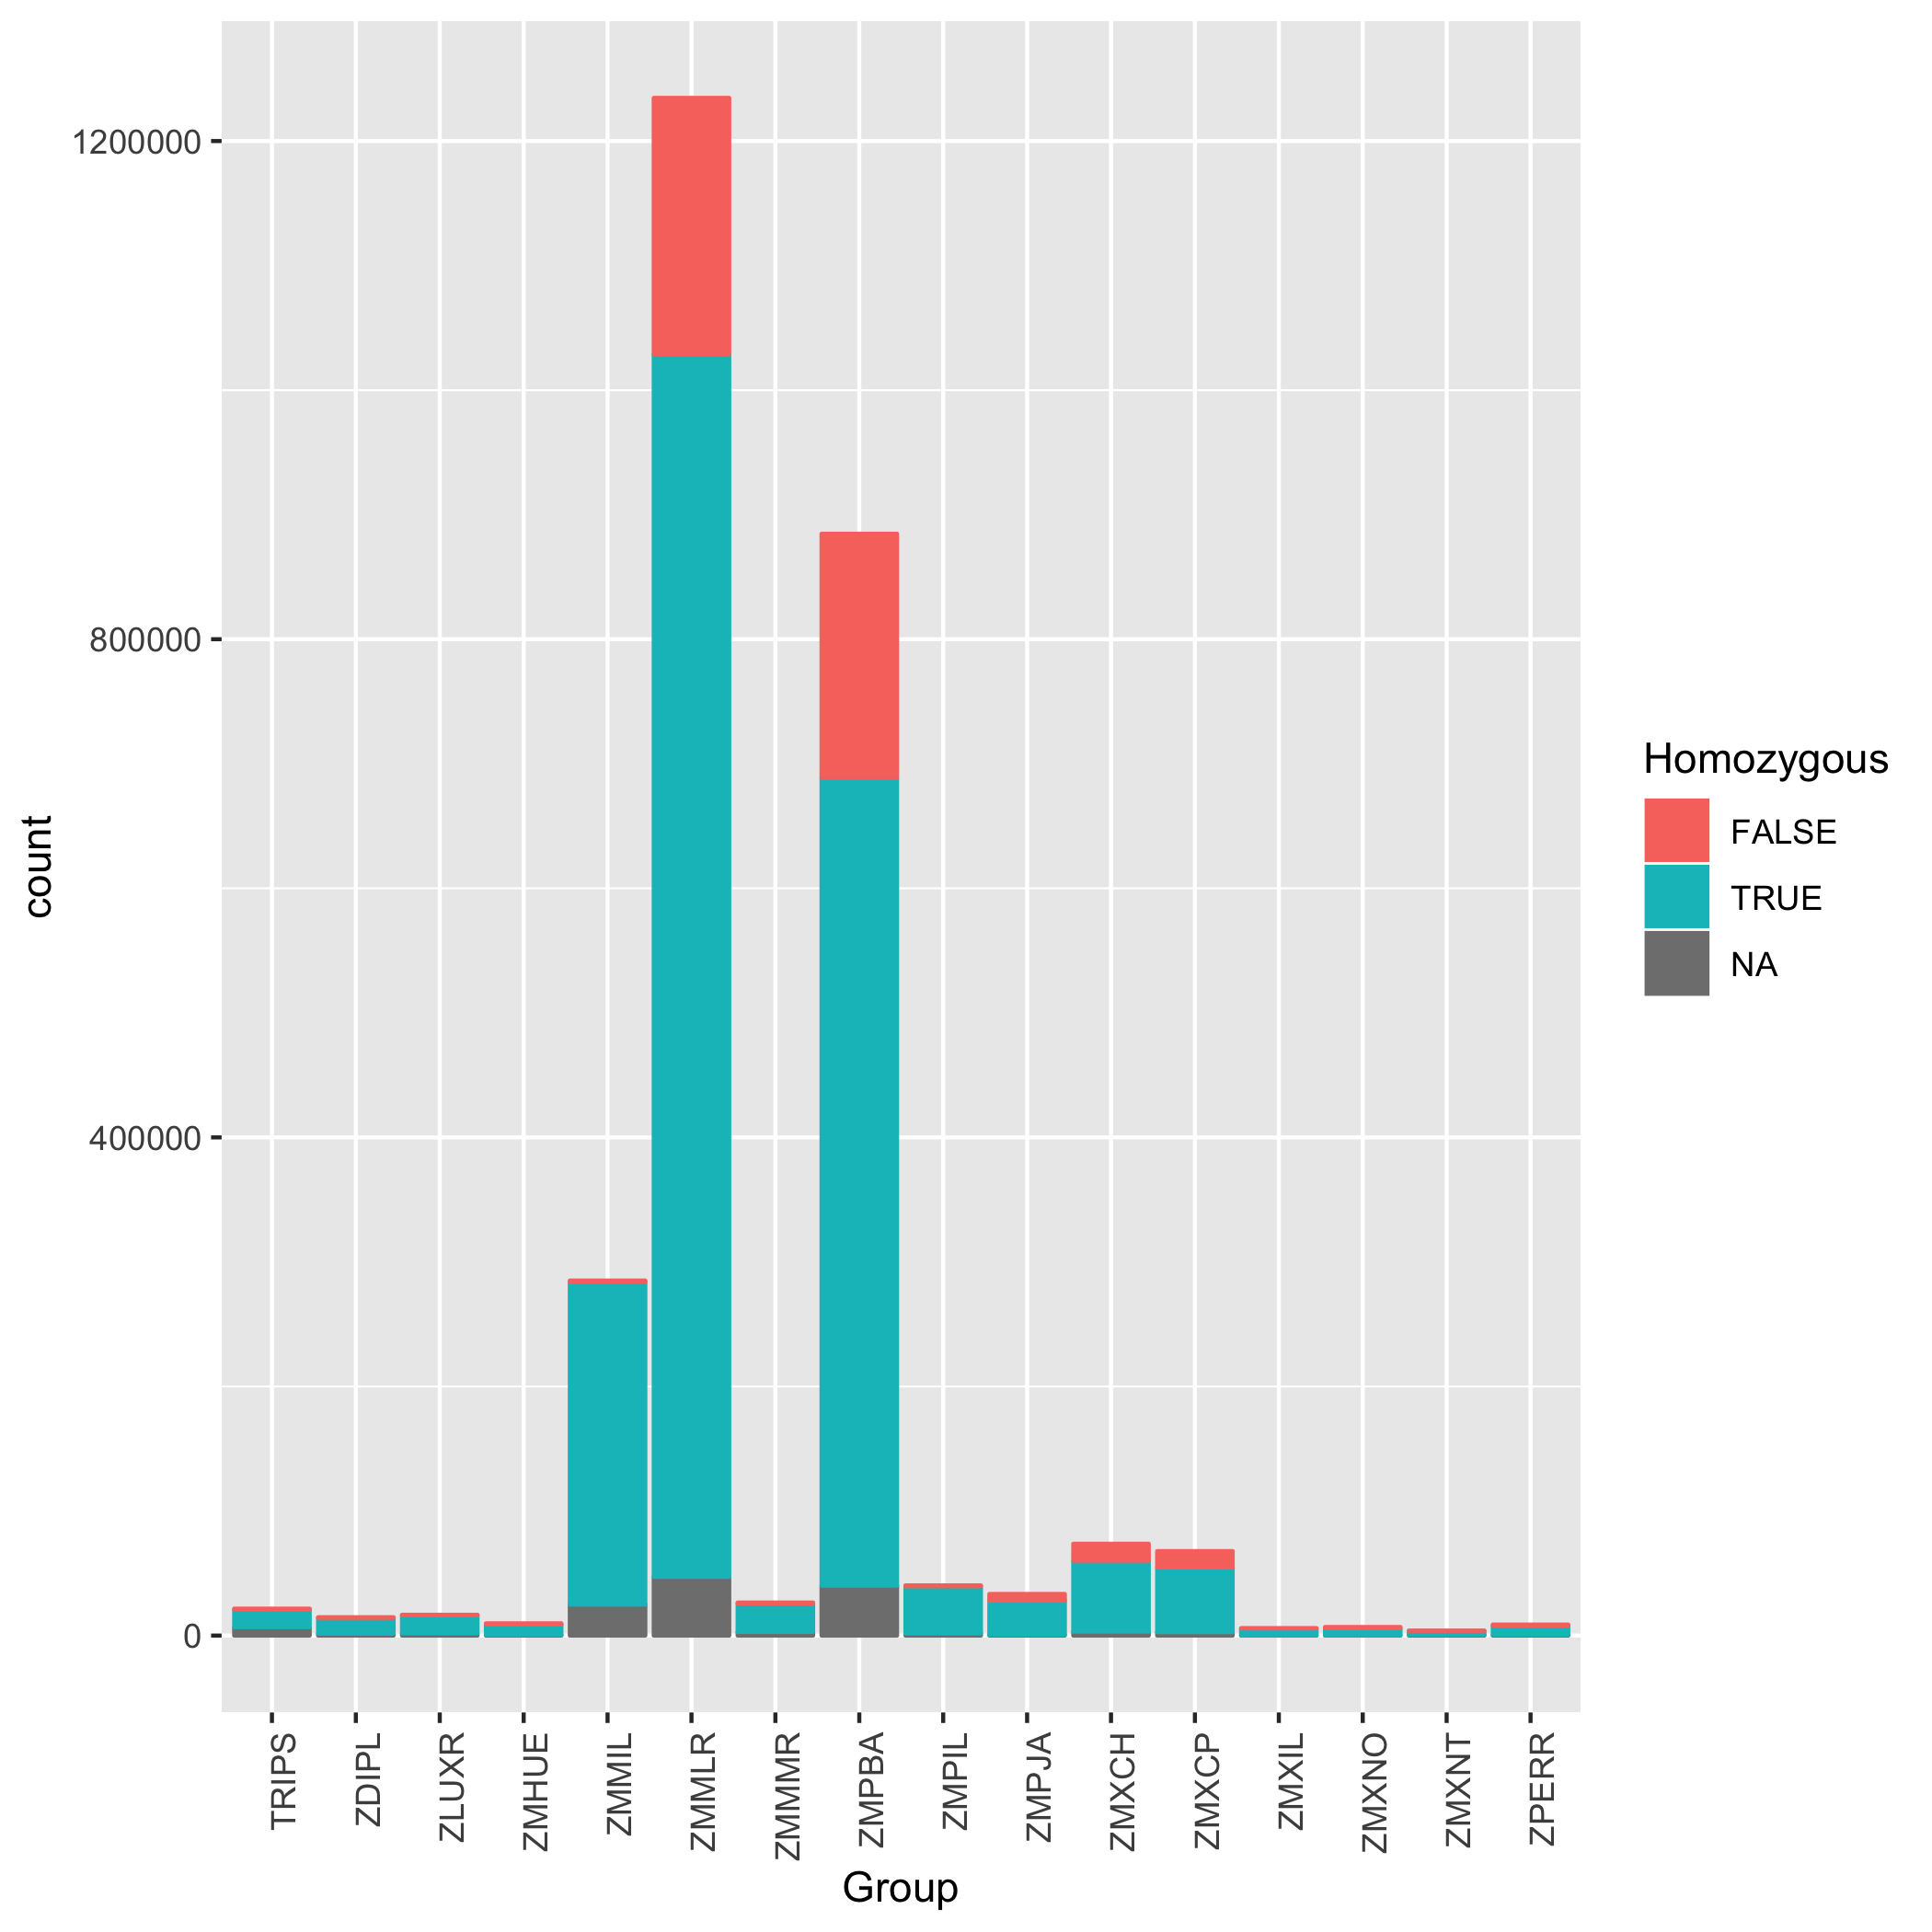 1200000
800000
400000
0
count
TRIPS
ZDIPL
ZLUXR
ZMHUE
ZMMIL
ZMMLR
ZMMMR
ZMPBA
ZMPIL
ZMPJA
ZMXCH
ZMXCP
ZMXIL
ZMXNO
ZMXNT
ZPERR
Group
Homozygous
FALSE
TRUE
NA